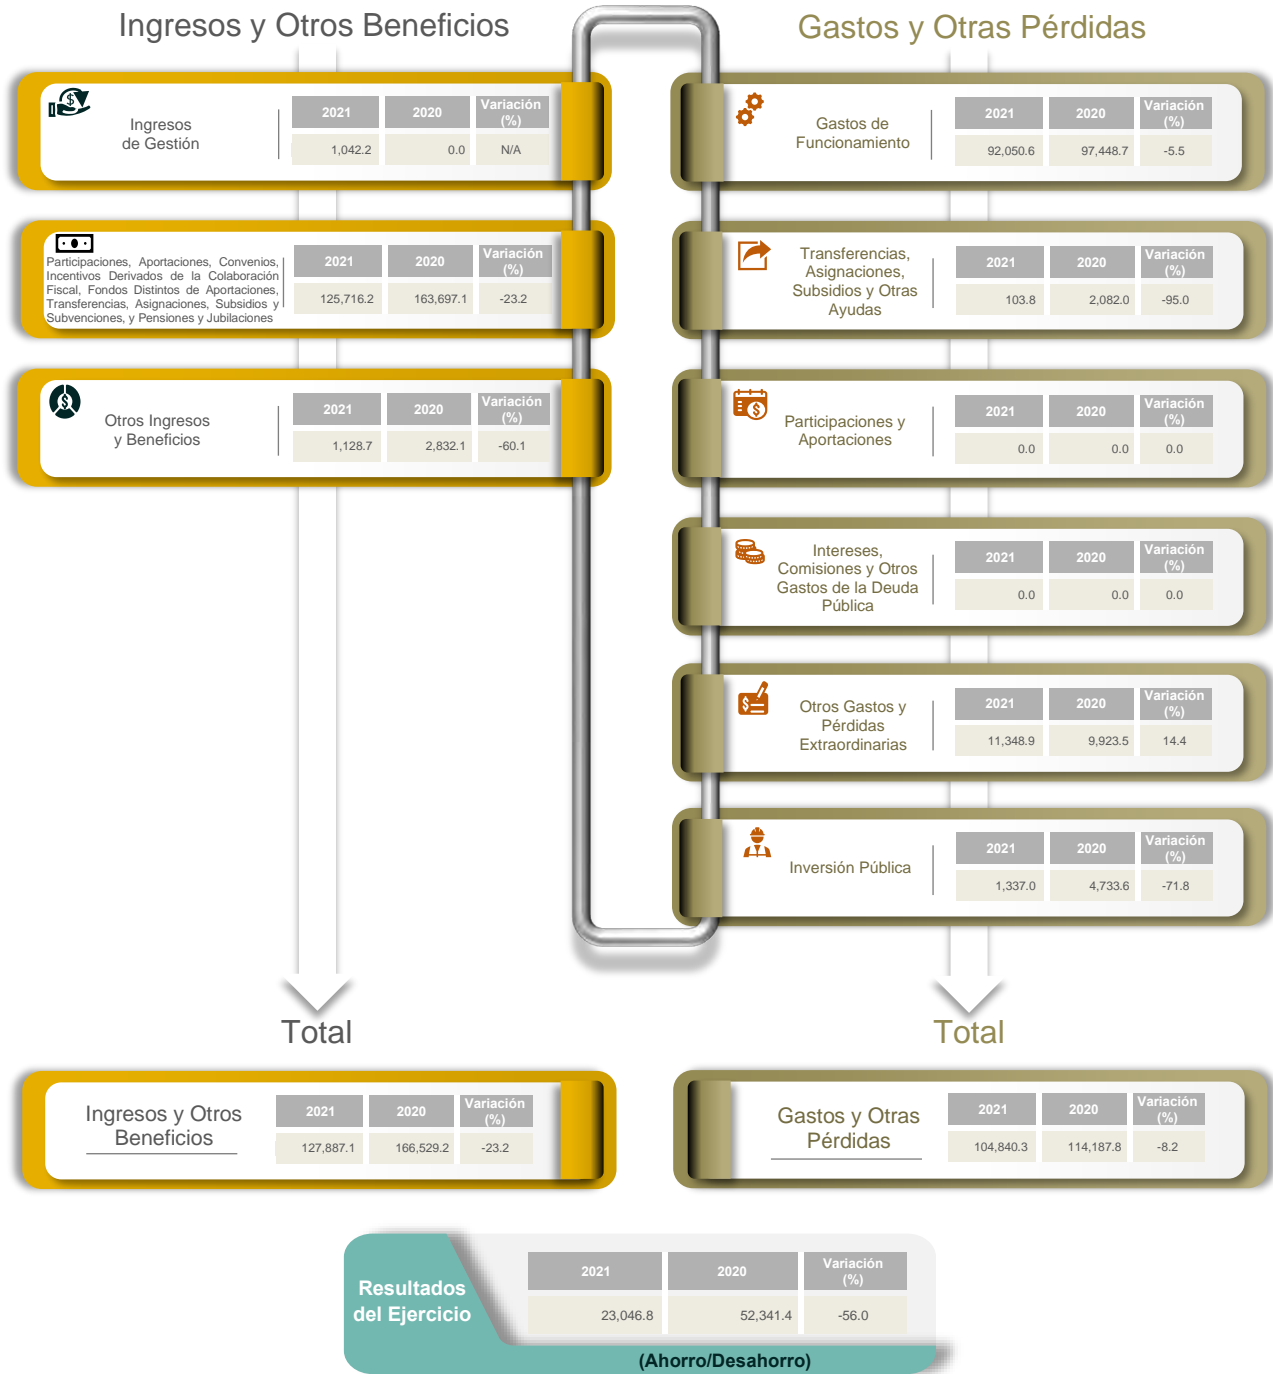 Ingresos y Otros Beneficios
Ingresos
de Gestión
2021 2020 Variación
(%)
1,042.2 0.0 N/A
Participaciones, Aportaciones, Convenios,
Incentivos Derivados de la Colaboración
Fiscal, Fondos Distintos de Aportaciones,
Transferencias, Asignaciones, Subsidios y
Subvenciones, y Pensiones y Jubilaciones
2021 2020 Variación
(%)
125,716.2 163,697.1 -23.2
Otros Ingresos
y Beneficios
2021 2020 Variación
(%)
1,128.7 2,832.1 -60.1
Total
Ingresos y Otros
Beneficios
2021 2020 Variación
(%)
127,887.1 166,529.2 -23.2
Gastos y Otras Pérdidas
Gastos de
Funcionamiento
2021 2020 Variación
(%)
92,050.6 97,448.7 -5.5
Transferencias,
Asignaciones,
Subsidios y Otras
Ayudas
2021 2020 Variación
(%)
103.8 2,082.0 -95.0
Participaciones y
Aportaciones
2021 2020 Variación
(%)
0.0 0.0 0.0
Intereses,
Comisiones y Otros
Gastos de la Deuda
Pública
2021 2020 Variación
(%)
0.0 0.0 0.0
Otros Gastos y
Pérdidas
Extraordinarias
2021 2020 Variación
(%)
11,348.9 9,923.5 14.4
Inversión Pública
2021 2020 Variación
(%)
1,337.0 4,733.6 -71.8
Total
Gastos y Otras
Pérdidas
2021 2020 Variación
(%)
104,840.3 114,187.8 -8.2
Resultados
del Ejercicio
2021 2020 Variación
(%)
23,046.8 52,341.4 -56.0
(Ahorro/Desahorro)